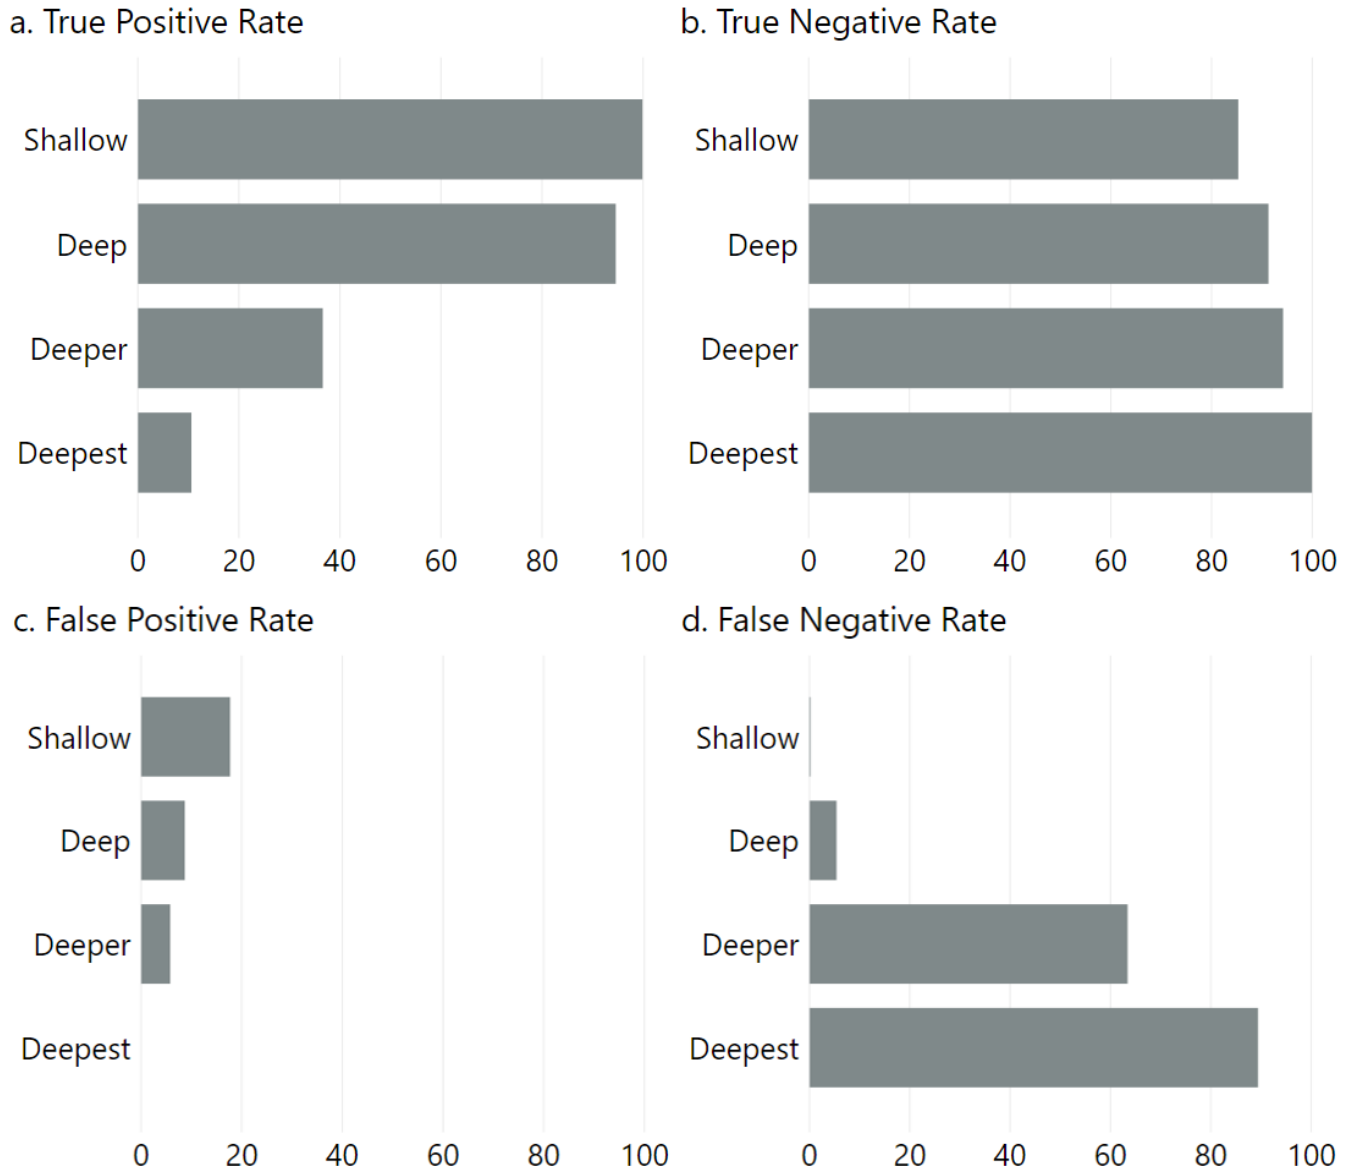 a. True Positive Rate
Shallow
Deep
Deeper
Deepest
0 20 40 60 80 100
b. True Negative Rate
Shallow
Deep
Deeper
Deepest
0 20 40 60 80 100
c. False Positive Rate
Shallow
Deep
Deeper
Deepest
0 20 40 60 80 100
d. False Negative Rate
Shallow
Deep
Deeper
Deepest
0 20 40 60 80 100